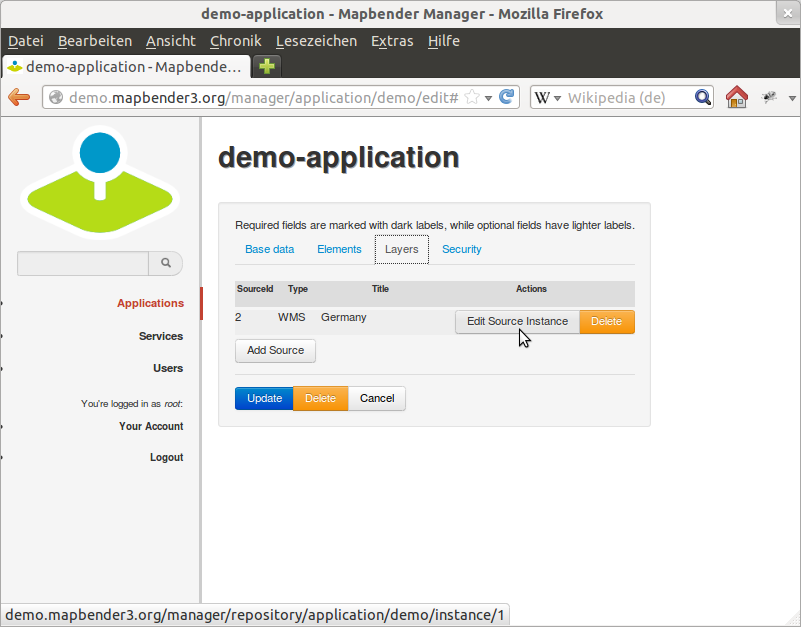 demo-application - Mapbender Manager - Mozilla Firefox
Datei Bearbeiten Ansicht Chronik Lesezeichen Extras Hilfe
demo-application - Mapbende...
demo.mapbender3.org/manager/application/demo/edit#
W Wikipedia (de)
demo-application
Required fields are marked with dark labels, while optional fields have lighter labels.
Base data Elements Layers Security
SourceId Type Title Actions
2 WMS Germany Edit Source Instance Delete
Add Source
Update Delete Cancel
Applications
Services
Users
You're logged in as root:
Your Account
Logout
demo.mapbender3.org/manager/repository/application/demo/instance/1